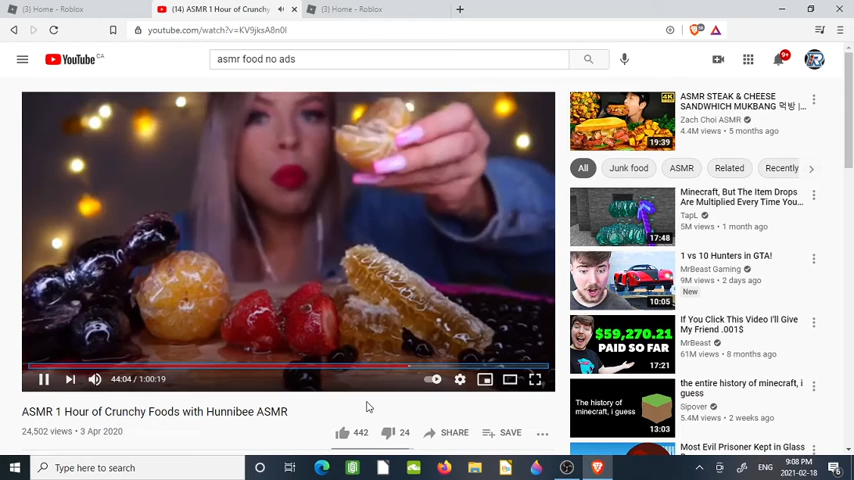 (3) Home - Roblox
(14) ASMR 1 Hour of Crunchy
(3) Home - Roblox
youtube.com/watch?v=KV9jksA8n0I
YouTube CA
asmr food no ads
9+
44:04 / 1:00:19
ASMR 1 Hour of Crunchy Foods with Hunnibee ASMR
24,502 views • 3 Apr 2020
442
24
SHARE
SAVE
4K
19:39
ASMR STEAK & CHEESE
SANDWHICH MUKBANG 먹방 |...
Zach Choi ASMR
4.4M views • 5 months ago
All
Junk food
ASMR
Related
Recently
17:48
Minecraft, But The Item Drops
Are Multiplied Every Time You...
TapL
5M views • 1 month ago
10:05
1 vs 10 Hunters in GTA!
MrBeast Gaming
9M views • 2 days ago
New
$59,270.21
PAID SO FAR
17:21
If You Click This Video I'll Give
My Friend .001$
MrBeast
The history of
minecraft, i guess
13:03
the entire history of minecraft, i
guess
Sipover
5.4M views • 2 weeks ago
Most Evil Prisoner Kept in Glass
Type here to search
ENG
9:08 PM
2021-02-18
6